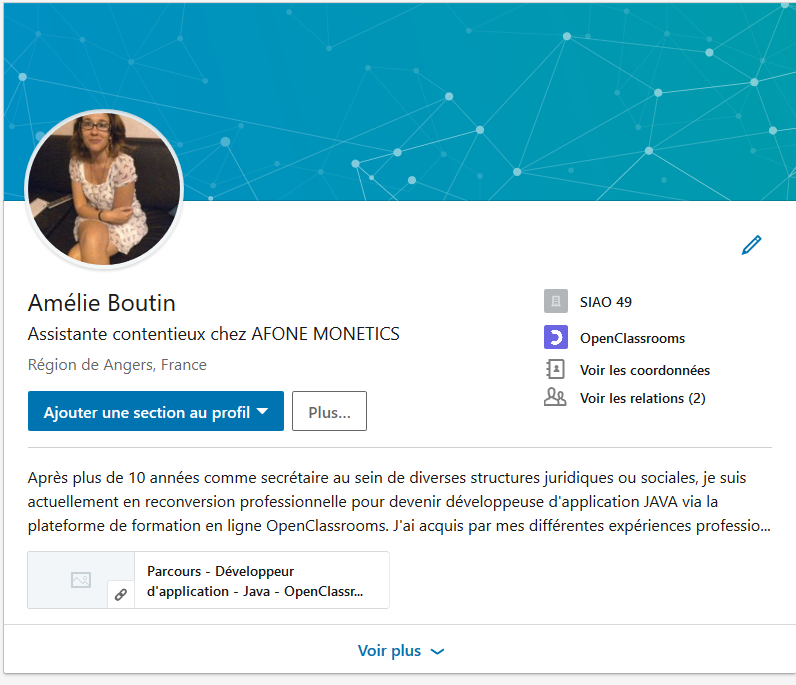 Amélie Boutin
Assistante contentieux chez AFONE MONETICS
Région de Angers, France
Ajouter une section au profil
Plus...
SIAO 49
OpenClassrooms
Voir les coordonnées
Voir les relations (2)
Après plus de 10 années comme secrétaire au sein de diverses structures juridiques ou sociales, je suis
actuellement en reconversion professionnelle pour devenir développeuse d'application JAVA via la
plateforme de formation en ligne OpenClassrooms. J'ai acquis par mes différentes expériences professio...
Parcours - Développeur
d'application - Java - OpenClassr...
Voir plus